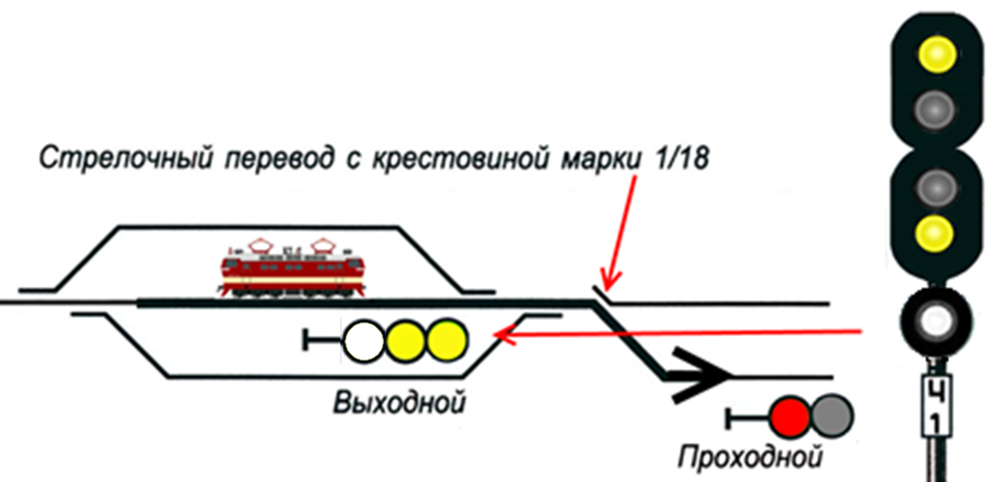 Стрелочный перевод с крестовиной марки 1/18
Выходной
Проходной
Ч
1